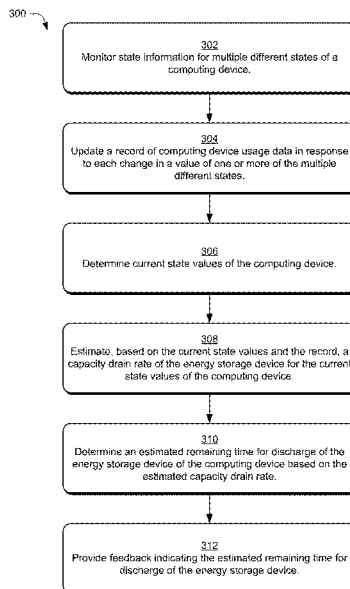 300
302
Monitor state information for multiple different states of a
computing device.
304
Update a record of computing device usage data in response
to each change in a value of one or more of the multiple
different states.
306
Determine current state values of the computing device.
308
Estimate, based on the current state values and the record, a
capacity drain rate of the energy storage device for the current
state values of the computing device.
310
Determine an estimated remaining time for discharge of the
energy storage device of the computing device based on the
estimated capacity drain rate.
312
Provide feedback indicating the estimated remaining time for
discharge of the energy storage device.